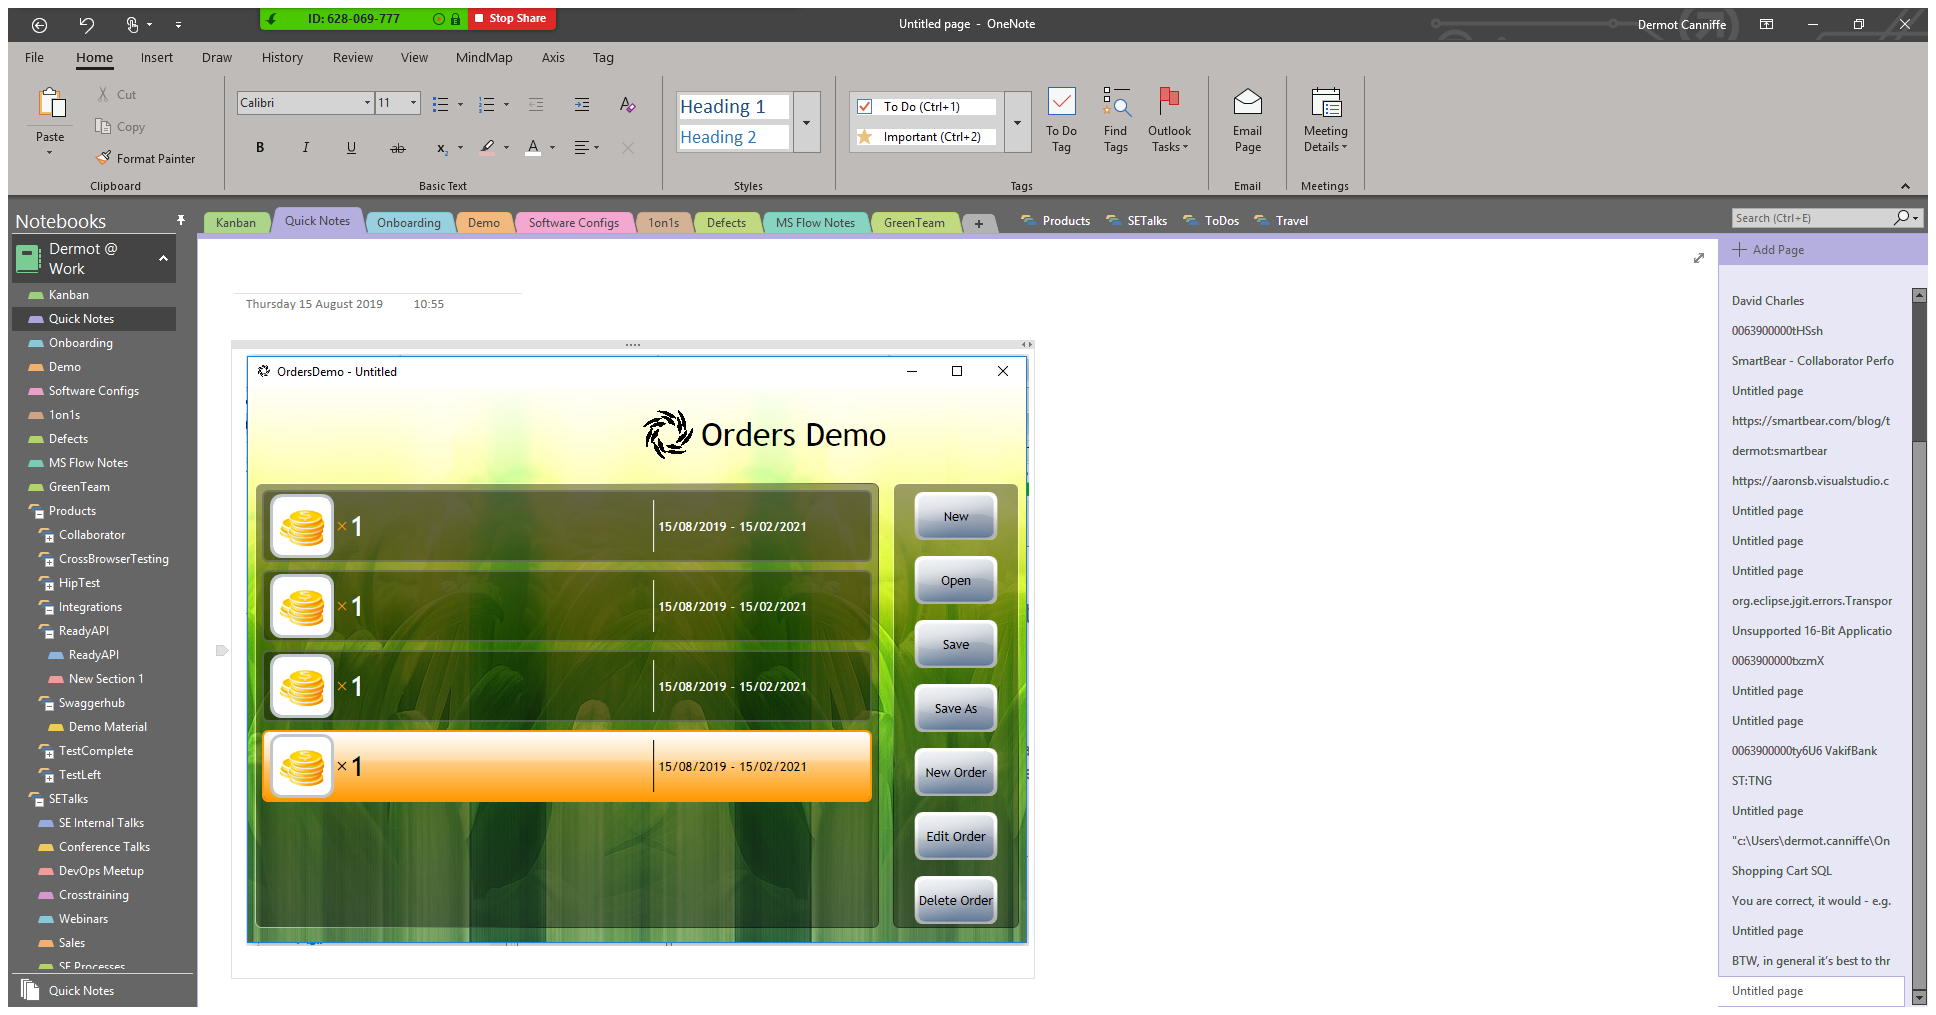 ID: 628-069-777
Stop Share
Untitled page - OneNote
Dermot Canniffe
File
Home
Insert
Draw
History
Review
View
MindMap
Axis
Tag
Paste
Cut
Copy
Format Painter
Clipboard
Calibri
11
B
I
U
ab
x
A
Basic Text
Heading 1
Heading 2
Styles
To Do (Ctrl+1)
Important (Ctrl+2)
To Do
Tag
Find
Tags
Outlook
Tasks
Tags
Email
Page
Email
Meeting
Details
Meetings
Notebooks
Dermot @
Work
Kanban
Quick Notes
Onboarding
Demo
Software Configs
1on1s
Defects
MS Flow Notes
GreenTeam
Products
Collaborator
CrossBrowserTesting
HipTest
Integrations
ReadyAPI
ReadyAPI
New Section 1
Swaggerhub
Demo Material
TestComplete
TestLeft
SETalks
SE Internal Talks
Conference Talks
DevOps Meetup
Crosstraining
Webinars
Sales
SE Processes
Quick Notes
Kanban
Quick Notes
Onboarding
Demo
Software Configs
1on1s
Defects
MS Flow Notes
GreenTeam
+
Products
SETalks
ToDos
Travel
Search (Ctrl+E)
Thursday 15 August 2019 10:55
OrdersDemo - Untitled
Orders Demo
×1
15/08/2019 - 15/02/2021
×1
15/08/2019 - 15/02/2021
×1
15/08/2019 - 15/02/2021
×1
15/08/2019 - 15/02/2021
New
Open
Save
Save As
New Order
Edit Order
Delete Order
Add Page
David Charles
0063900000tHSsh
SmartBear - Collaborator Perfo
Untitled page
https://smartbear.com/blog/t
dermot:smartbear
https://aaronsb.visualstudio.c
Untitled page
Untitled page
Untitled page
org.eclipse.jgit.errors.Transpor
Unsupported 16-Bit Applicatio
0063900000txzmX
Untitled page
Untitled page
0063900000ty6U6 VakifBank
ST:TNG
Untitled page
"c:\Users\dermot.canniffe\On
Shopping Cart SQL
You are correct, it would - e.g.
Untitled page
BTW, in general it's best to thr
Untitled page